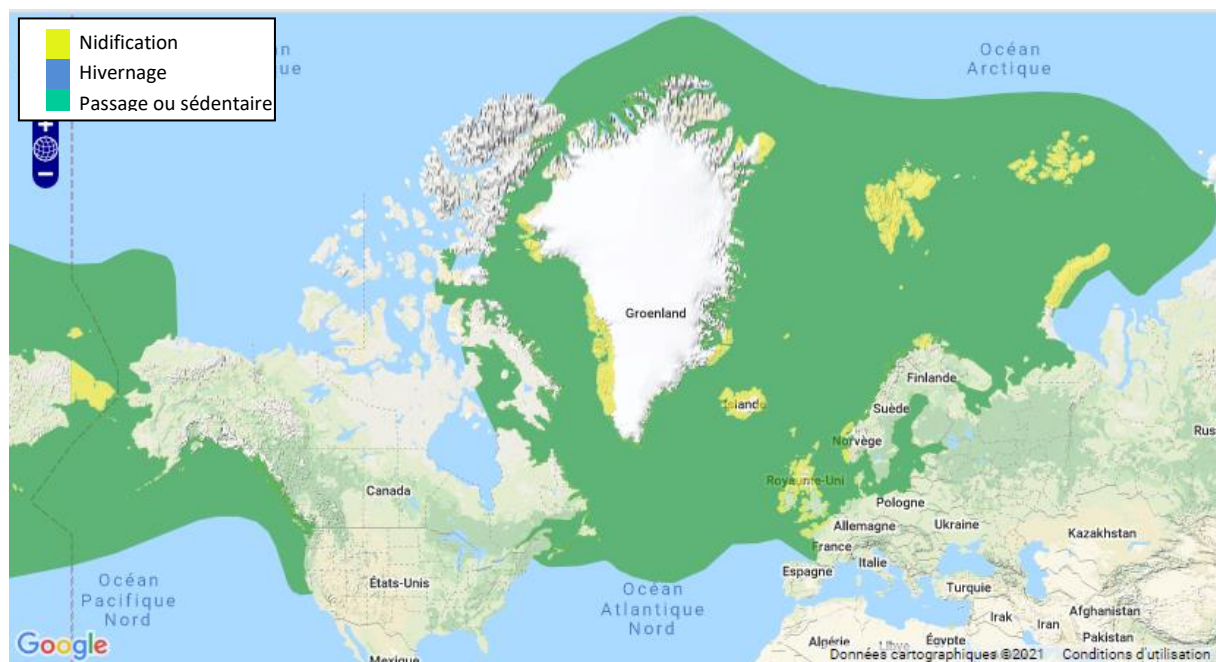 Nidification
Hivernage
Passage ou sédentaire
Océan
Arctique
Groenland
Islande
Finlande
Suède
Norvège
Royaume-Uni
Pologne
Allemagne
Ukraine
France
Kazakhstan
Canada
Espagne
Italie
États-Unis
Turquie
Océan
Pacifique
Nord
Océan
Atlantique
Nord
Irak
Iran
Afghanistan
Pakistan
Algérie
Libye
Égypte
Mexique
Google
Données cartographiques ©2021
Conditions d'utilisation